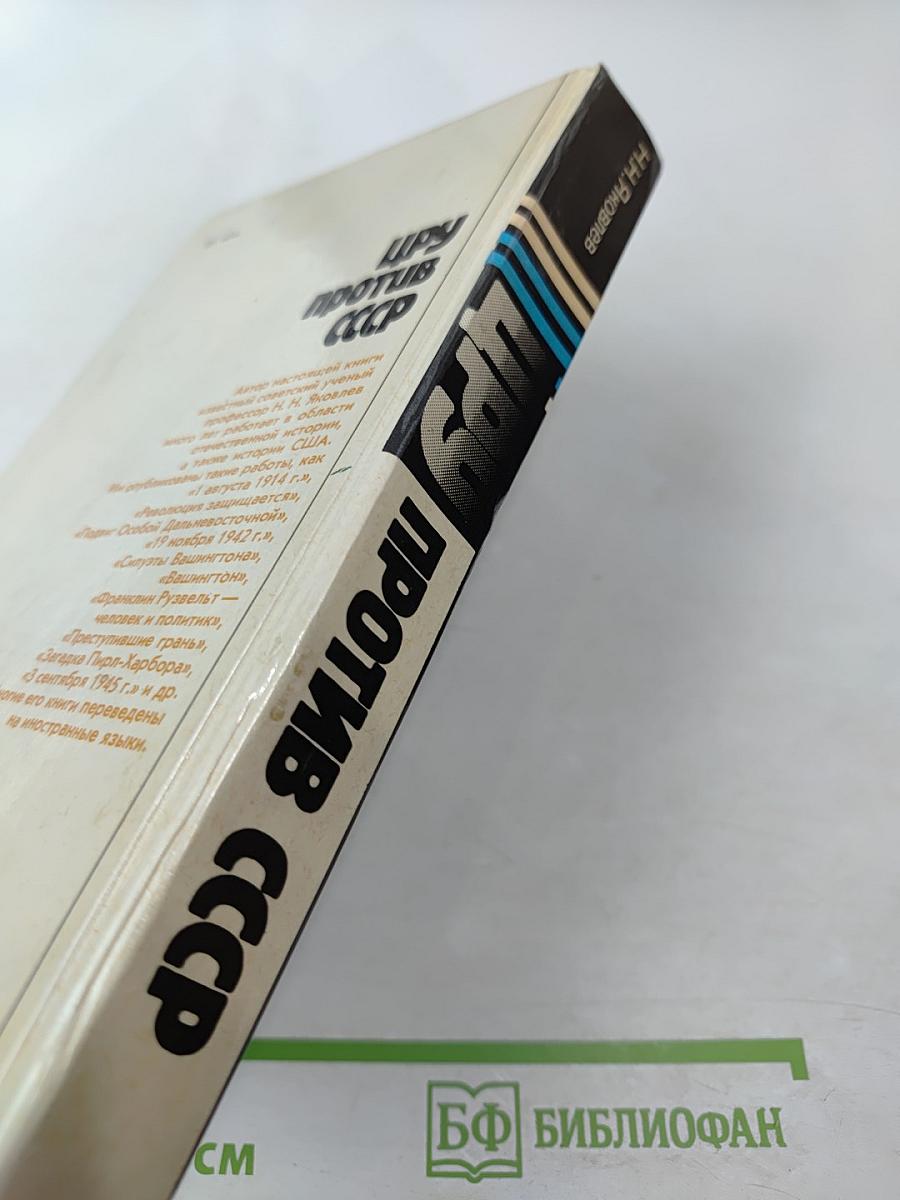 ЦРУ
против
СССР
Автор настоящей книги
известный советский ученый
профессор Н. Н. Яковлев
много лет работает в области
отечественной истории,
а также истории США.
Им опубликованы такие работы, как
«1 августа 1914 г.»,
«Революция защищается»,
«Подвиг Особой Дальневосточной»,
«19 ноября 1942 г.»,
«Силуэты Вашингтона»,
«Вашингтон»,
«Франклин Рузвельт —
человек и политик»,
«Преступившие грань»,
«Загадка Пирл-Харбора»,
«3 сентября 1945 г.» и др.
его книги переведены
на иностранные языки.
Н.Н.Яковлев
ЦРУ ПРОТИВ СССР
см
БФ БИБЛИОФАН